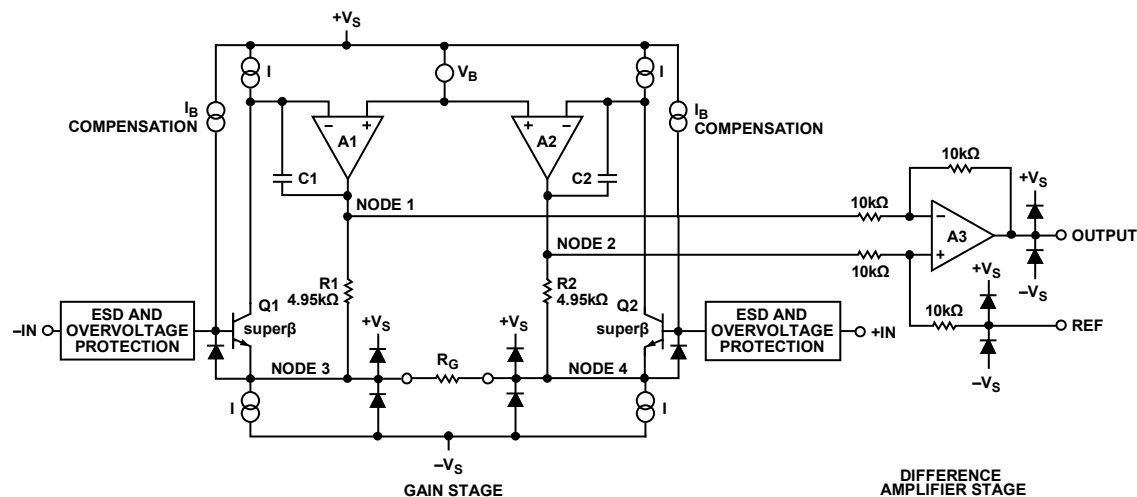 +VS
I
VB
I
IB
COMPENSATION
IB
COMPENSATION
− +
A1
+ −
A2
C1
C2
NODE 1
NODE 2
10kΩ
10kΩ
10kΩ
10kΩ
−
+
A3
+VS
−VS
OUTPUT
+VS
−VS
REF
R1
4.95kΩ
R2
4.95kΩ
Q1
superβ
Q2
superβ
–IN
ESD AND
OVERVOLTAGE
PROTECTION
ESD AND
OVERVOLTAGE
PROTECTION
+IN
+VS
+VS
RG
NODE 3
NODE 4
I
I
−VS
GAIN STAGE
DIFFERENCE
AMPLIFIER STAGE